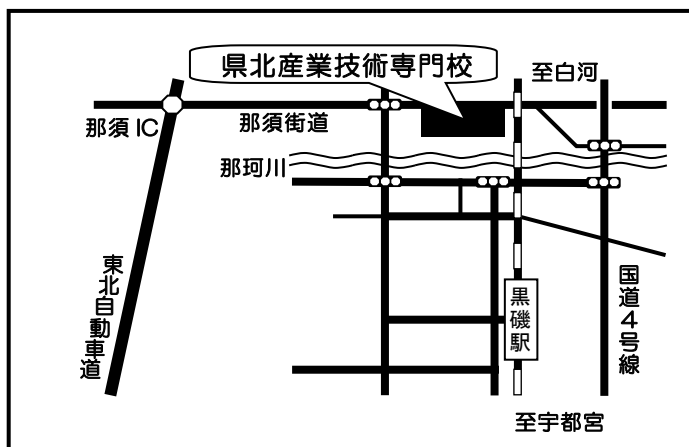 県北産業技術専門校
至白河
那須IC
那須街道
那珂川
東北自動車道
黒磯駅
国道4号線
至宇都宮